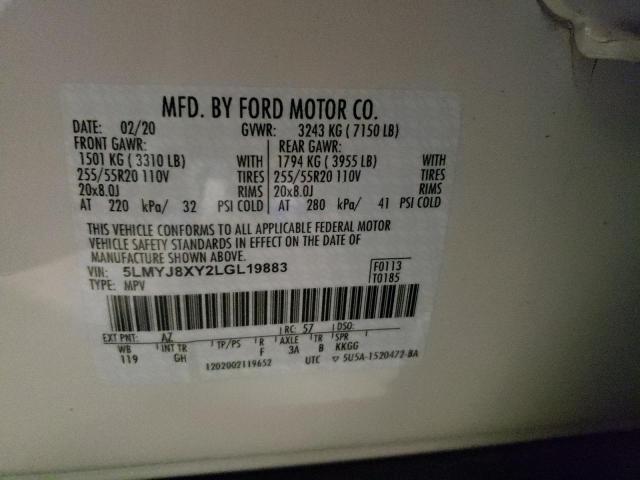 MFD. BY FORD MOTOR CO.
DATE: 02/20 GVWR: 3243 KG ( 7150 LB)
FRONT GAWR: REAR GAWR:
1501 KG ( 3310 LB) WITH 1794 KG ( 3955 LB) WITH
255/55R20 110V TIRES 255/55R20 110V TIRES
20x8.0J RIMS 20x8.0J RIMS
AT 220 kPa/ 32 PSI COLD AT 280 kPa/ 41 PSI COLD
THIS VEHICLE CONFORMS TO ALL APPLICABLE FEDERAL MOTOR
VEHICLE SAFETY STANDARDS IN EFFECT ON THE DATE OF
MANUFACTURE SHOWN ABOVE.
VIN: 5LMYJ8XY2LGL19883 F0113
TYPE: MPV T0185
EXT PNT: AZ RC: 57 DSO:
WB INT TR TP/PS R AXLE TR SPR
119 GH F 3A B KKGG
1202002119652 UTC ▽ 5U5A-1520472-BA